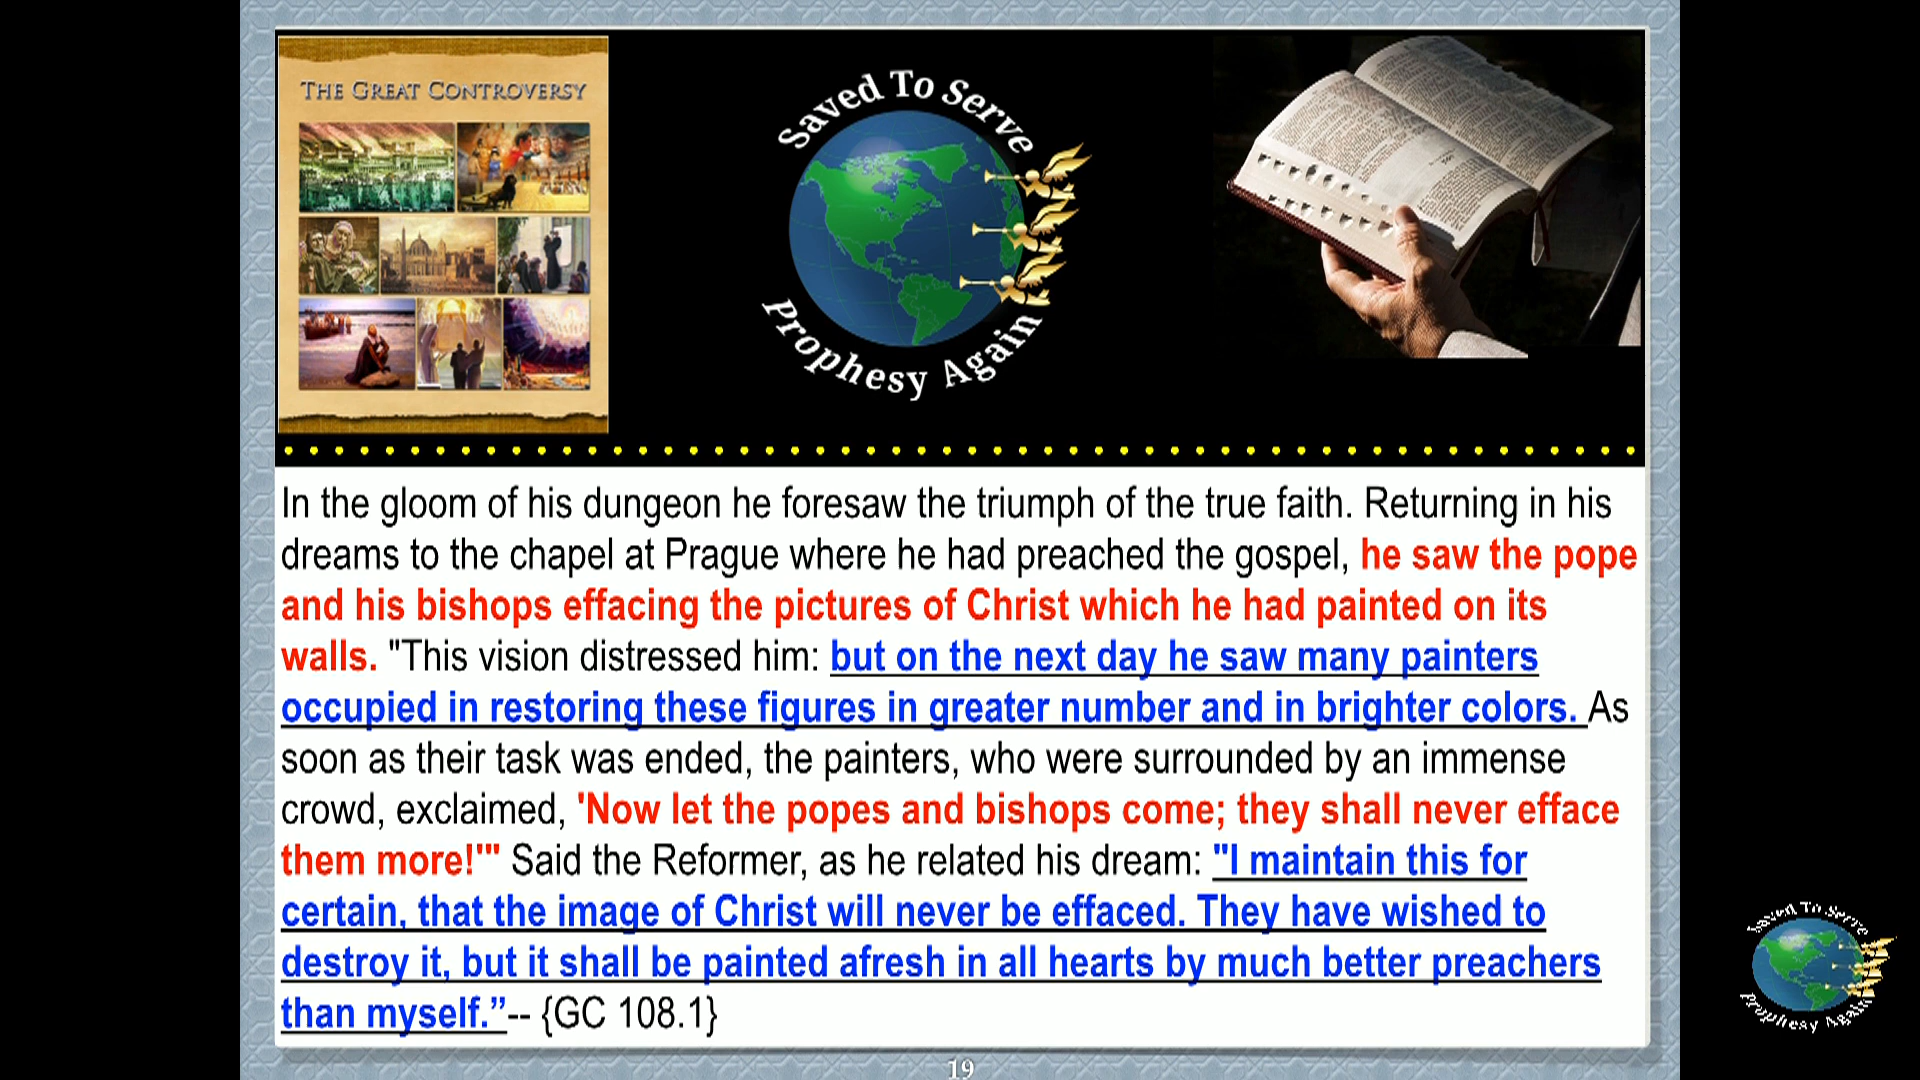 THE GREAT CONTROVERSY
Saved To Serve
Prophesy Again
In the gloom of his dungeon he foresaw the triumph of the true faith. Returning in his
dreams to the chapel at Prague where he had preached the gospel, he saw the pope
and his bishops effacing the pictures of Christ which he had painted on its
walls. "This vision distressed him: but on the next day he saw many painters
occupied in restoring these figures in greater number and in brighter colors. As
soon as their task was ended, the painters, who were surrounded by an immense
crowd, exclaimed, 'Now let the popes and bishops come; they shall never efface
them more!'" Said the Reformer, as he related his dream: "I maintain this for
certain, that the image of Christ will never be effaced. They have wished to
destroy it, but it shall be painted afresh in all hearts by much better preachers
than myself.”-- {GC 108.1}
19
Saved To Serve
Prophesy Again